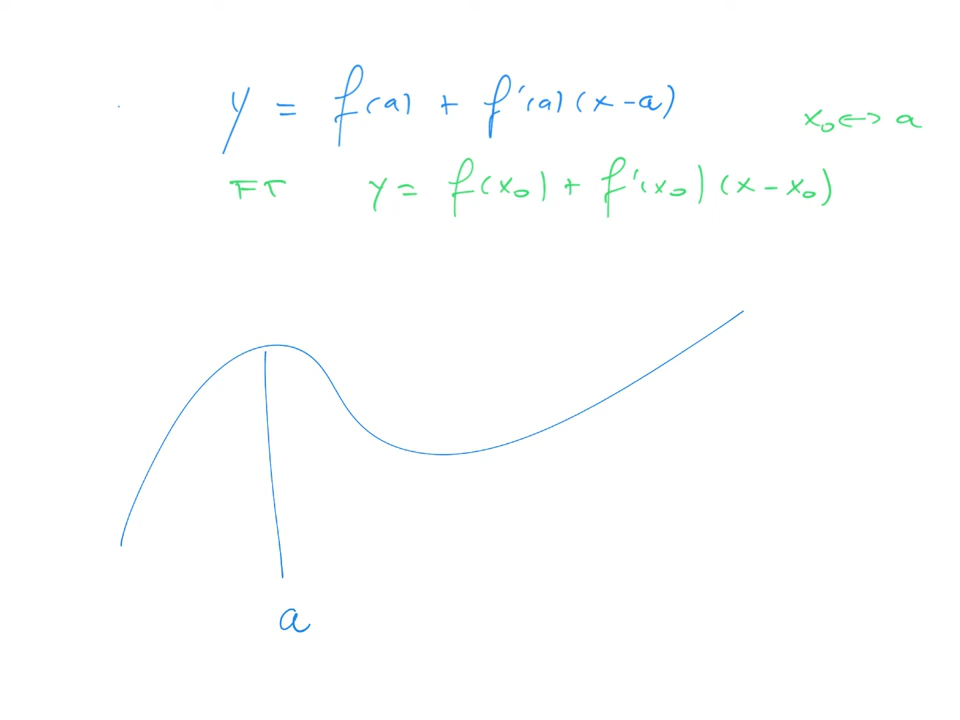 y = f(a) + f'(a)(x-a)
x₀ ↔ a
FT y = f(x₀) + f'(x₀)(x-x₀)
a